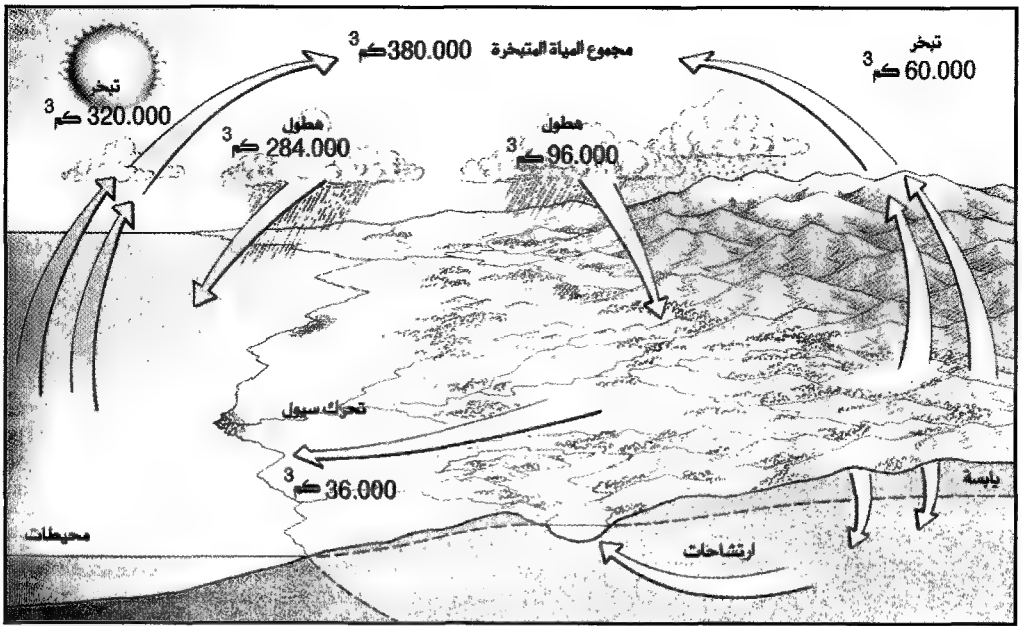 تبخر
60.000 كم3
مجموع المياة المتبخرة 380.000 كم3
تبخر
320.000 كم3
هطول
96.000 كم3
هطول
284.000 كم3
تحرك سيول
36.000 كم3
يابسة
محيطات
ارتشاحات